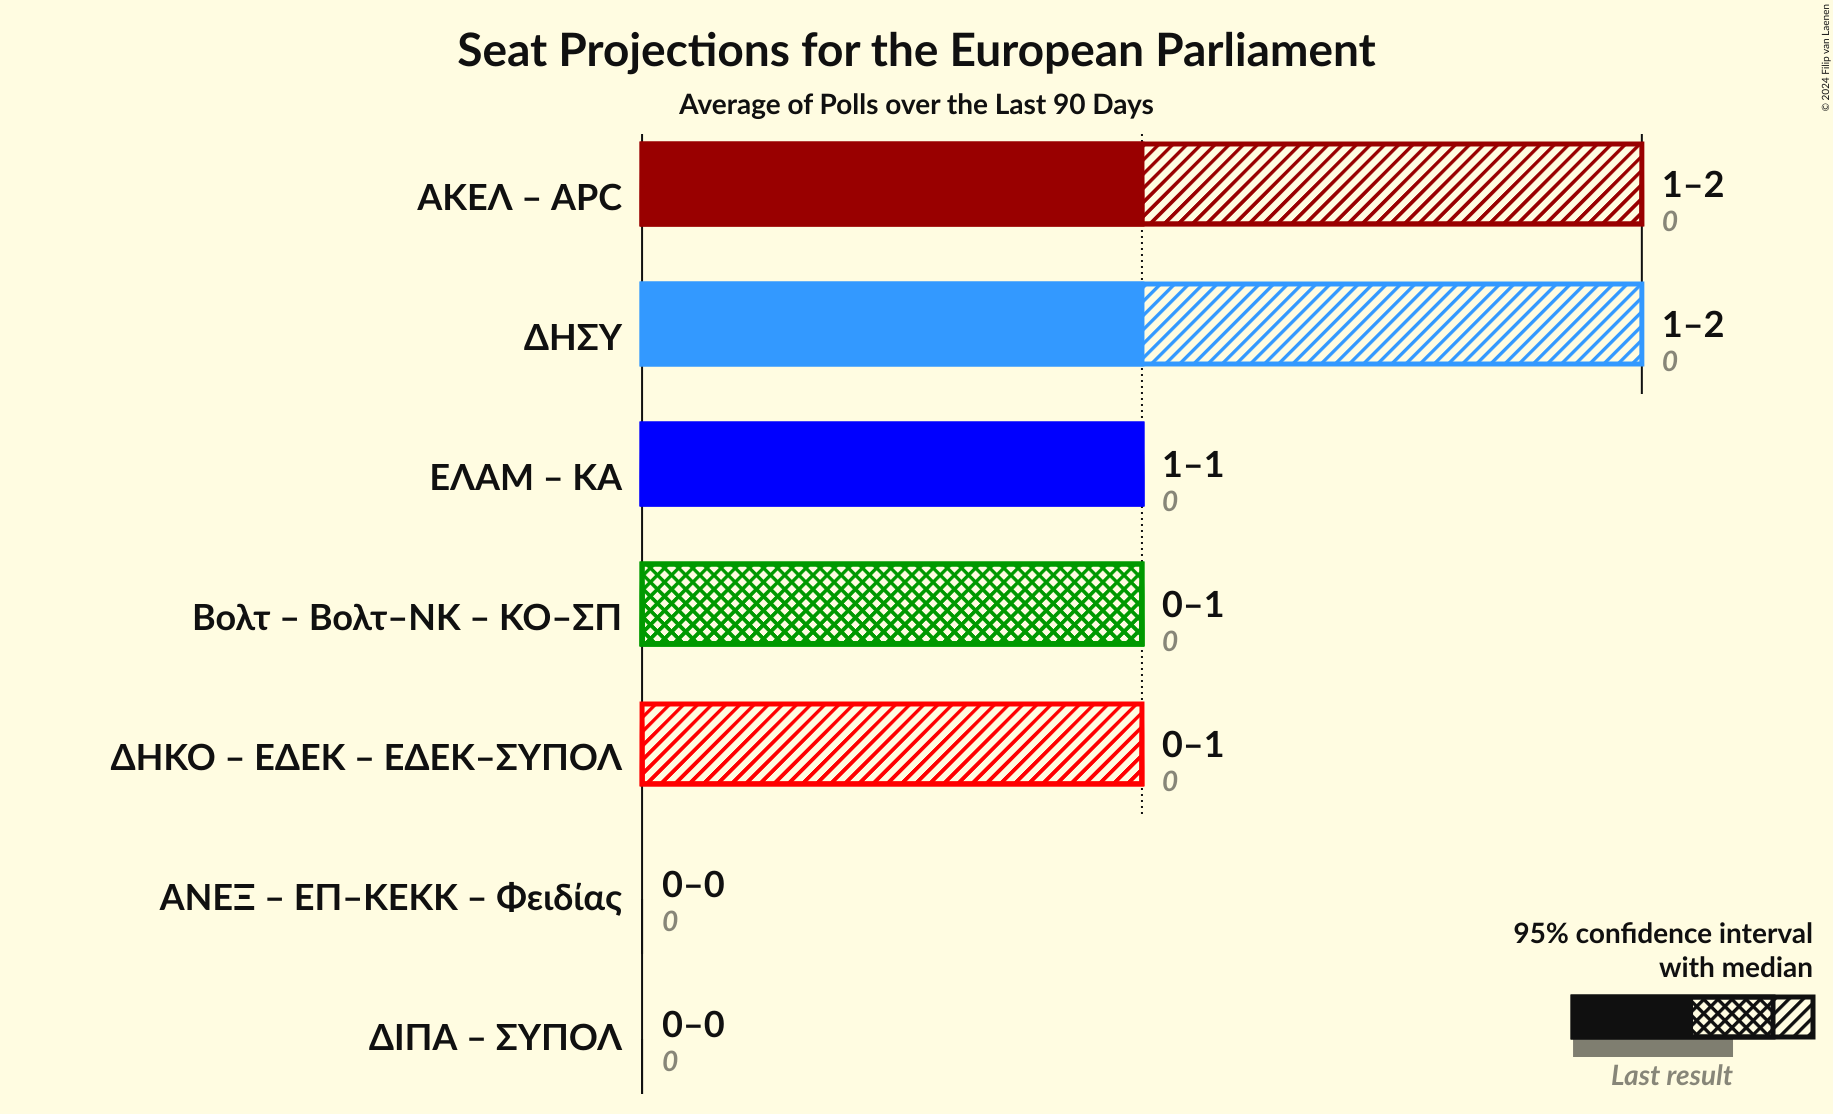 Seat Projections for the European Parliament
Average of Polls over the Last 90 Days
© 2024 Filip van Laenen
ΑΚΕΛ – APC
1–2
0
ΔΗΣΥ
1–2
0
ΕΛΑΜ – ΚΑ
1–1
0
Βολτ – Βολτ–ΝΚ – ΚΟ–ΣΠ
0–1
0
ΔΗΚΟ – ΕΔΕΚ – ΕΔΕΚ–ΣΥΠΟΛ
0–1
0
ΑΝΕΞ – ΕΠ–ΚΕΚΚ – Φειδίας
0–0
0
ΔΙΠΑ – ΣΥΠΟΛ
0–0
0
95% confidence interval
with median
Last result